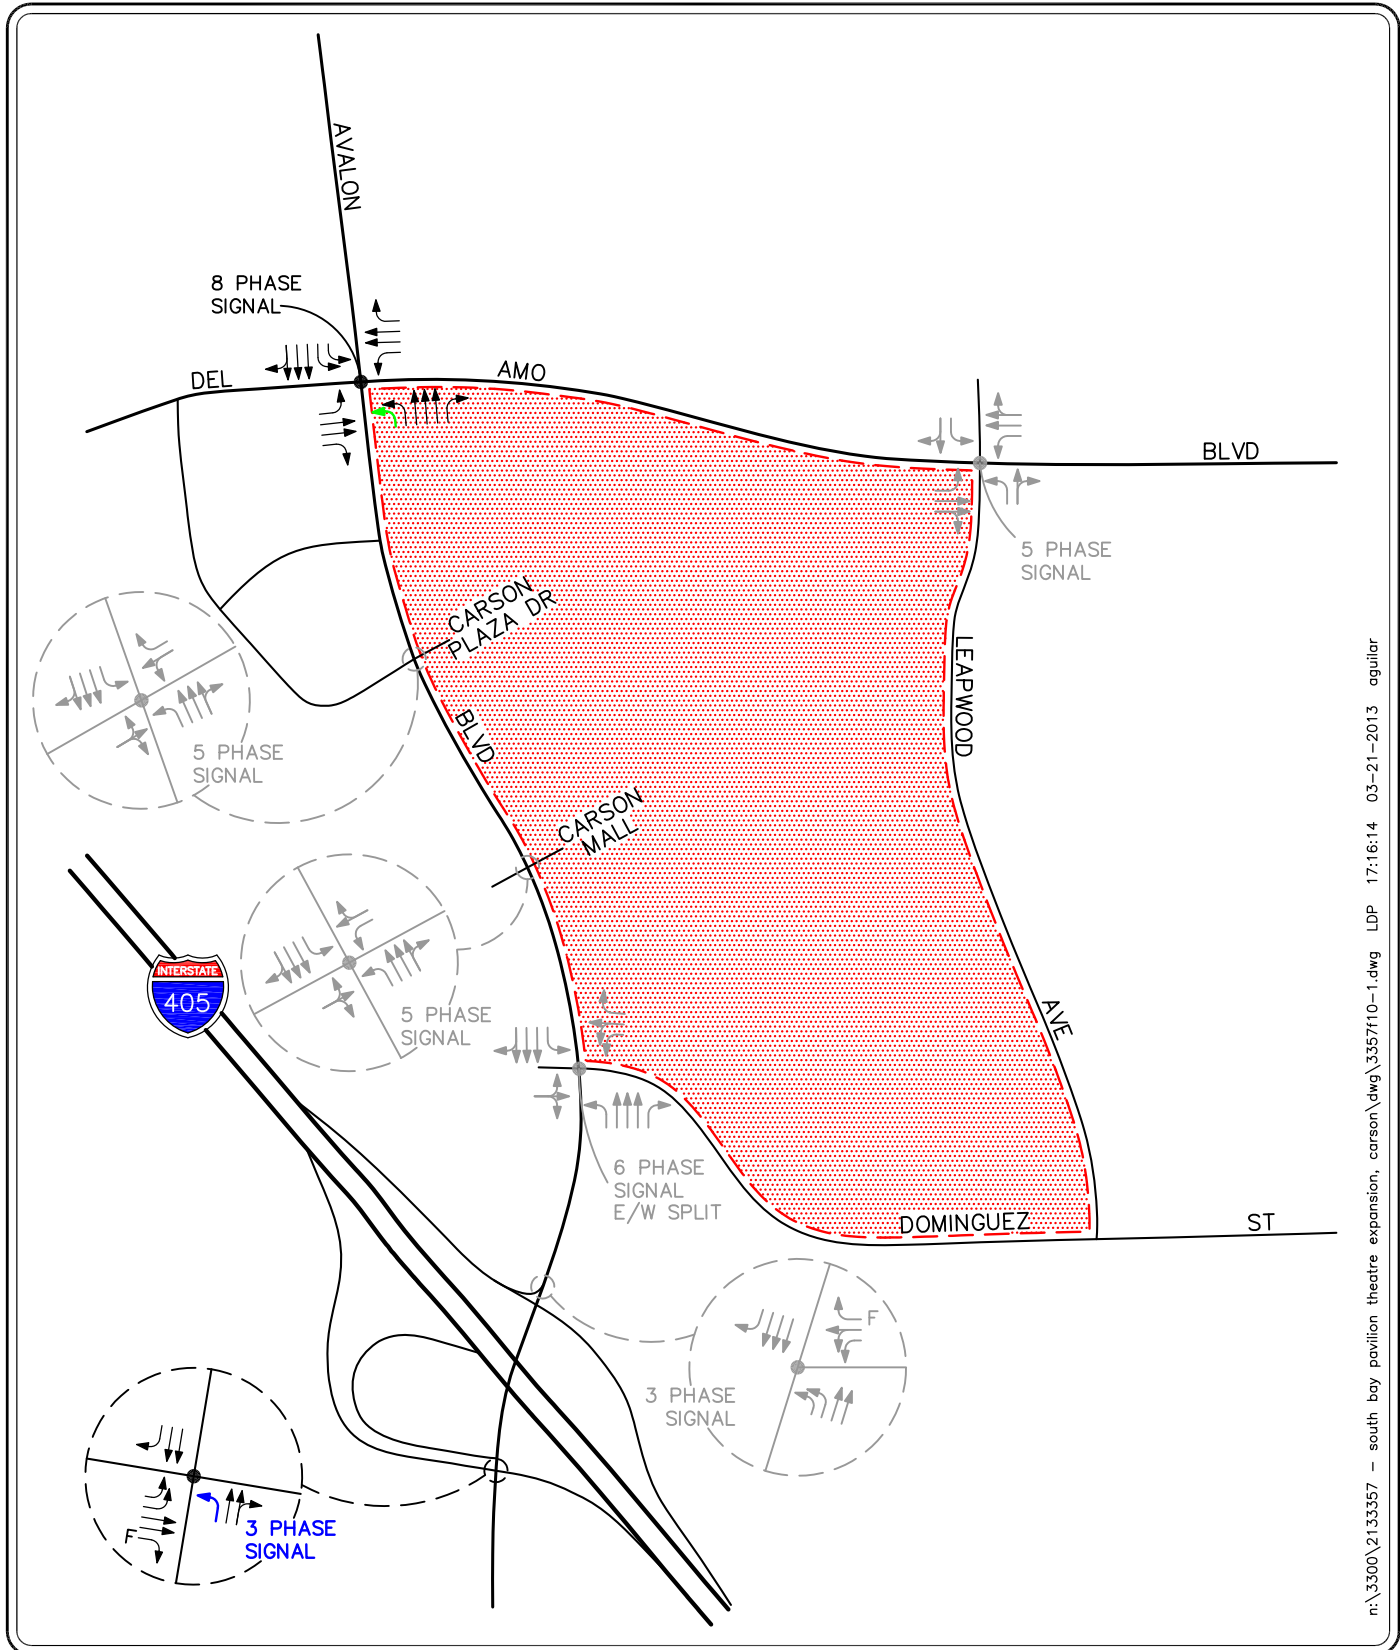 AVALON
8 PHASE
SIGNAL
DEL
AMO
BLVD
5 PHASE
SIGNAL
CARSON
PLAZA DR
LEAPWOOD
BLVD
5 PHASE
SIGNAL
CARSON
MALL
INTERSTATE
405
5 PHASE
SIGNAL
AVE
6 PHASE
SIGNAL
E/W SPLIT
DOMINGUEZ
ST
F
3 PHASE
SIGNAL
F
3 PHASE
SIGNAL
n:\3300\2133357 - south bay pavilion theatre expansion, carson\dwg\3357f10-1.dwg LDP 17:16:14 03-21-2013 aguilar